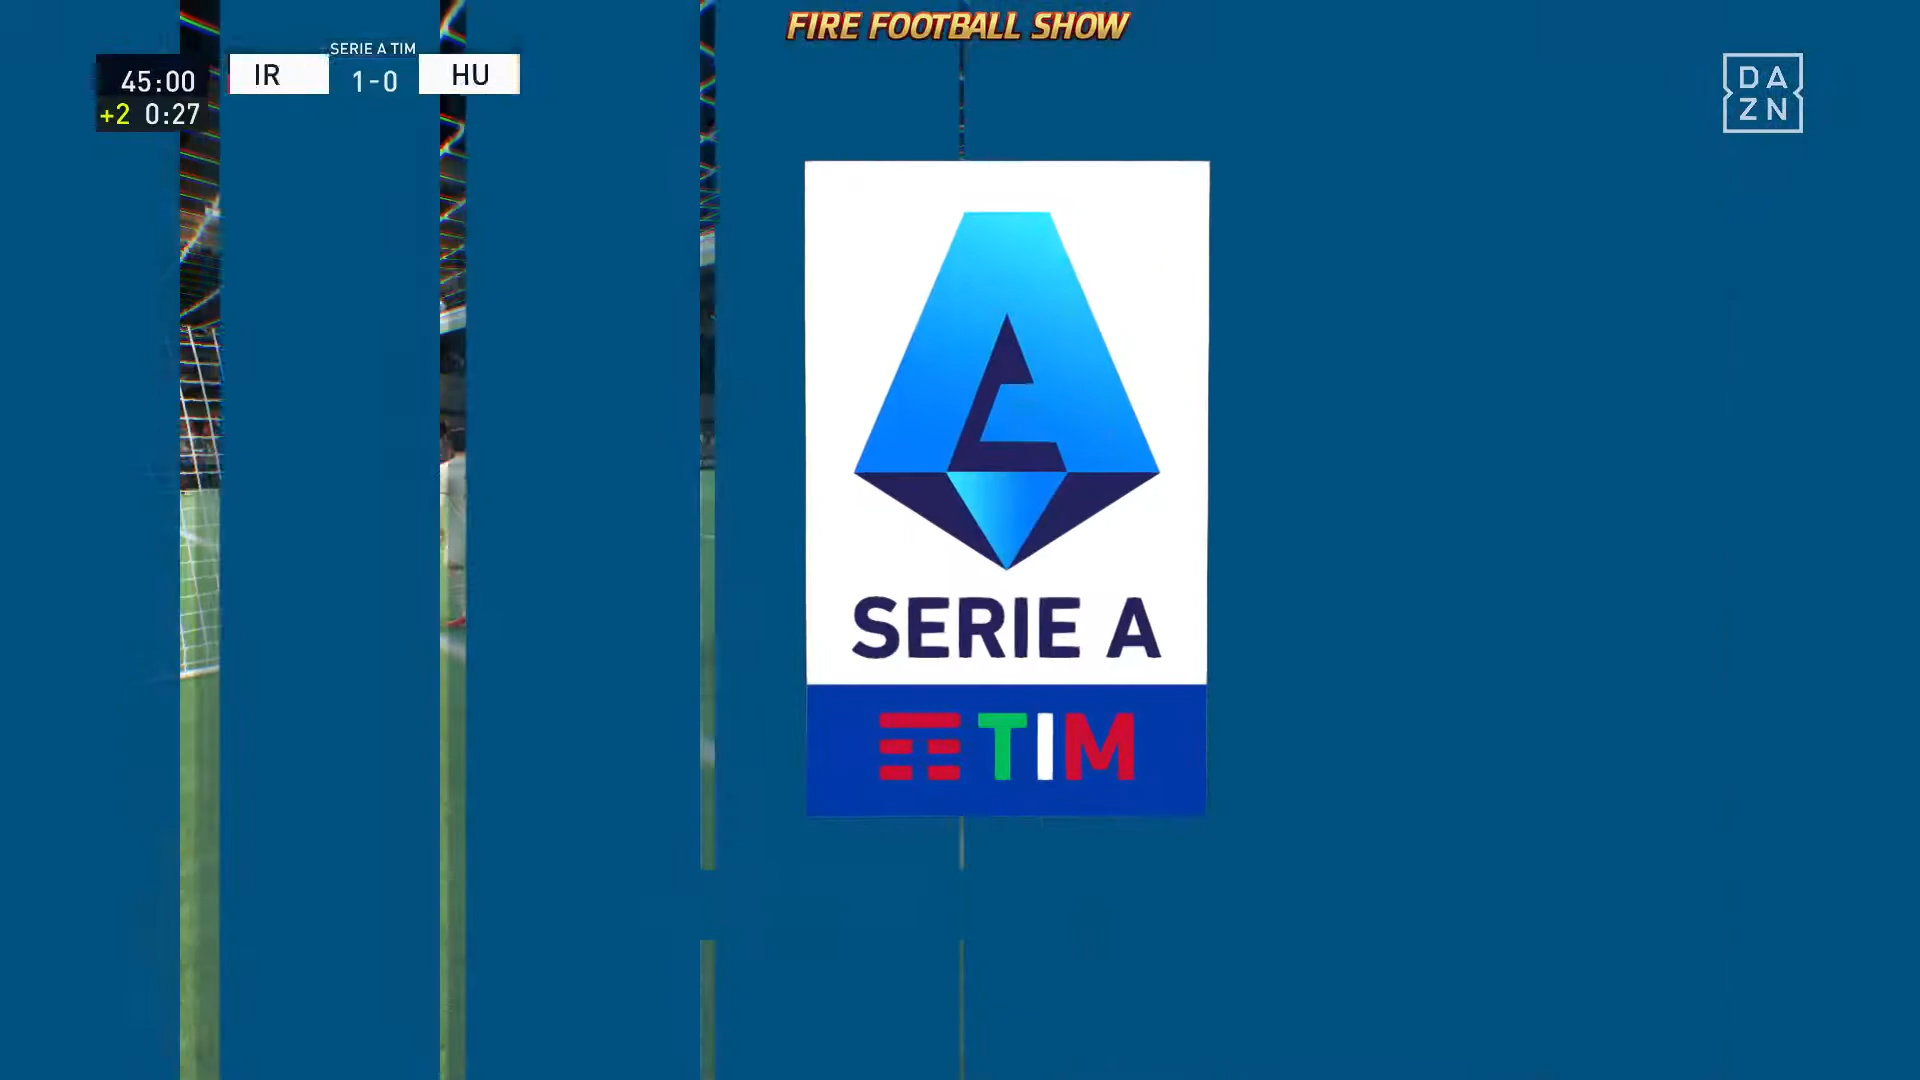 FIRE FOOTBALL SHOW
SERIE A TIM
45:00
IR 1-0 HU
+2 0:27
DA
ZN
SERIE A
TIM